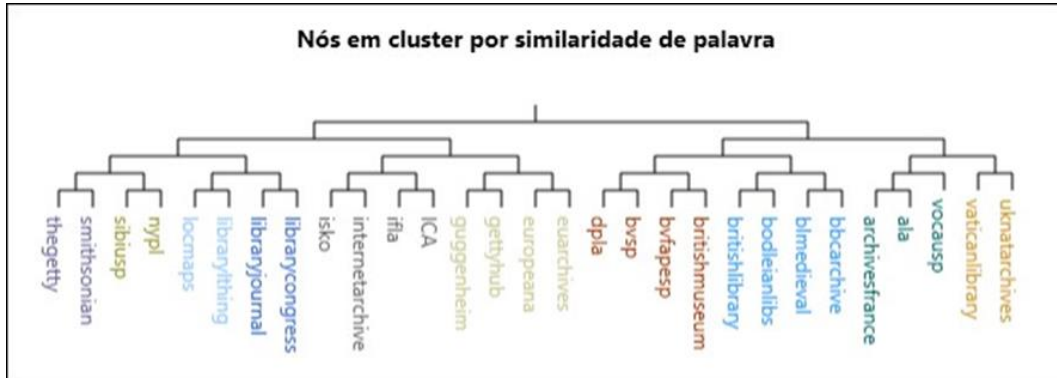 Nós em cluster por similaridade de palavra
thegetty
smithsonian
sibiusp
nypl
locmaps
librarything
libraryjournal
librarycongress
isko
internetarchive
ifla
ICA
guggenheim
gettyhub
europeana
euarchives
dpla
bvsp
bvfapesp
britishmuseum
britishlibrary
bodleianlibs
blmedieval
bbcarchive
archivesfrance
ala
vocausp
vaticanlibrary
uknatarchives